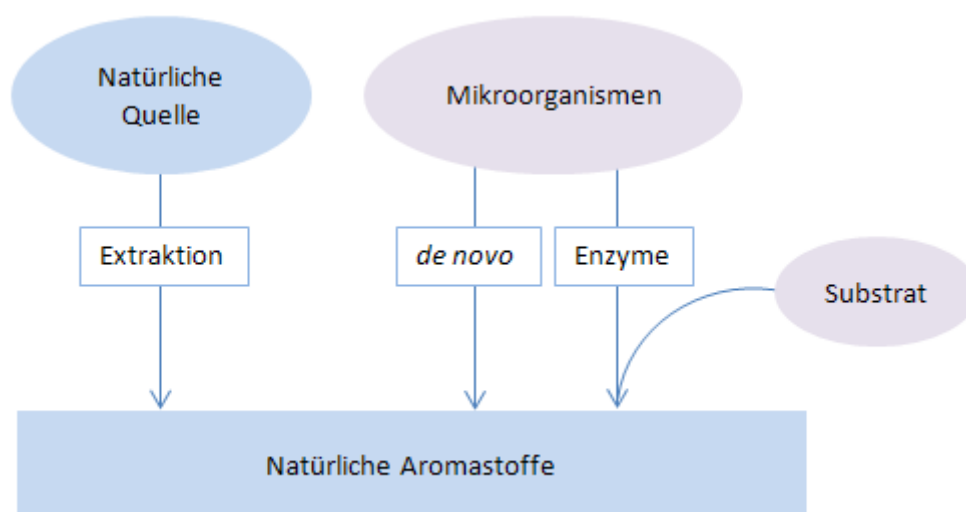 Natürliche
Quelle
Mikroorganismen
Extraktion
de novo
Enzyme
Substrat
Natürliche Aromastoffe